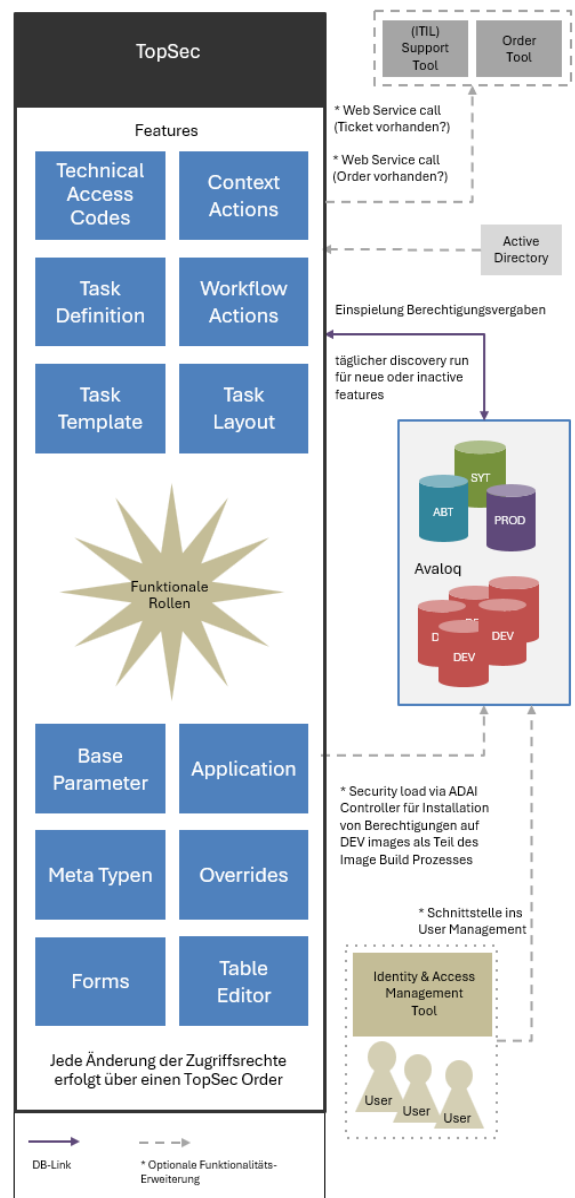 TopSec
Features
Technical
Access
Codes
Context
Actions
Task
Definition
Workflow
Actions
Task
Template
Task
Layout
Funktionale
Rollen
Base
Parameter
Application
Meta Typen
Overrides
Forms
Table
Editor
Jede Änderung der Zugriffsrechte
erfolgt über einen TopSec Order
DB-Link
* Optionale Funktionalitäts-
Erweiterung
(ITIL)
Support
Tool
Order
Tool
* Web Service call
(Ticket vorhanden?)
* Web Service call
(Order vorhanden?)
Active
Directory
Einspielung Berechtigungsvergaben
täglicher discovery run
für neue oder inactive
features
SYT
ABT
PROD
Avaloq
DEV
DEV
* Security load via ADAI
Controller für Installation
von Berechtigungen auf
DEV images als Teil des
Image Build Prozesses
* Schnittstelle ins
User Management
Identity & Access
Management
Tool
User
User
User